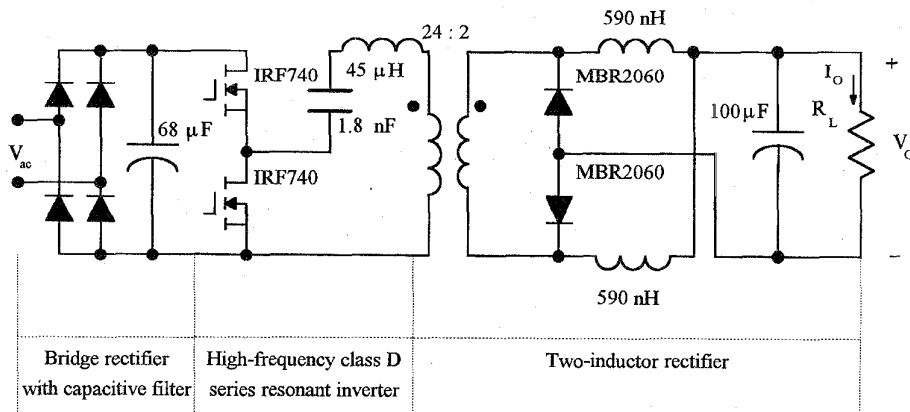 590 nH
24 : 2
45 μH
IRF740
MBR2060
I_O
+
68 μF
1.8 nF
100μF
R_L
V_ac
V_O
IRF740
MBR2060
−
590 nH
Bridge rectifier
with capacitive filter
High-frequency class D
series resonant inverter
Two-inductor rectifier